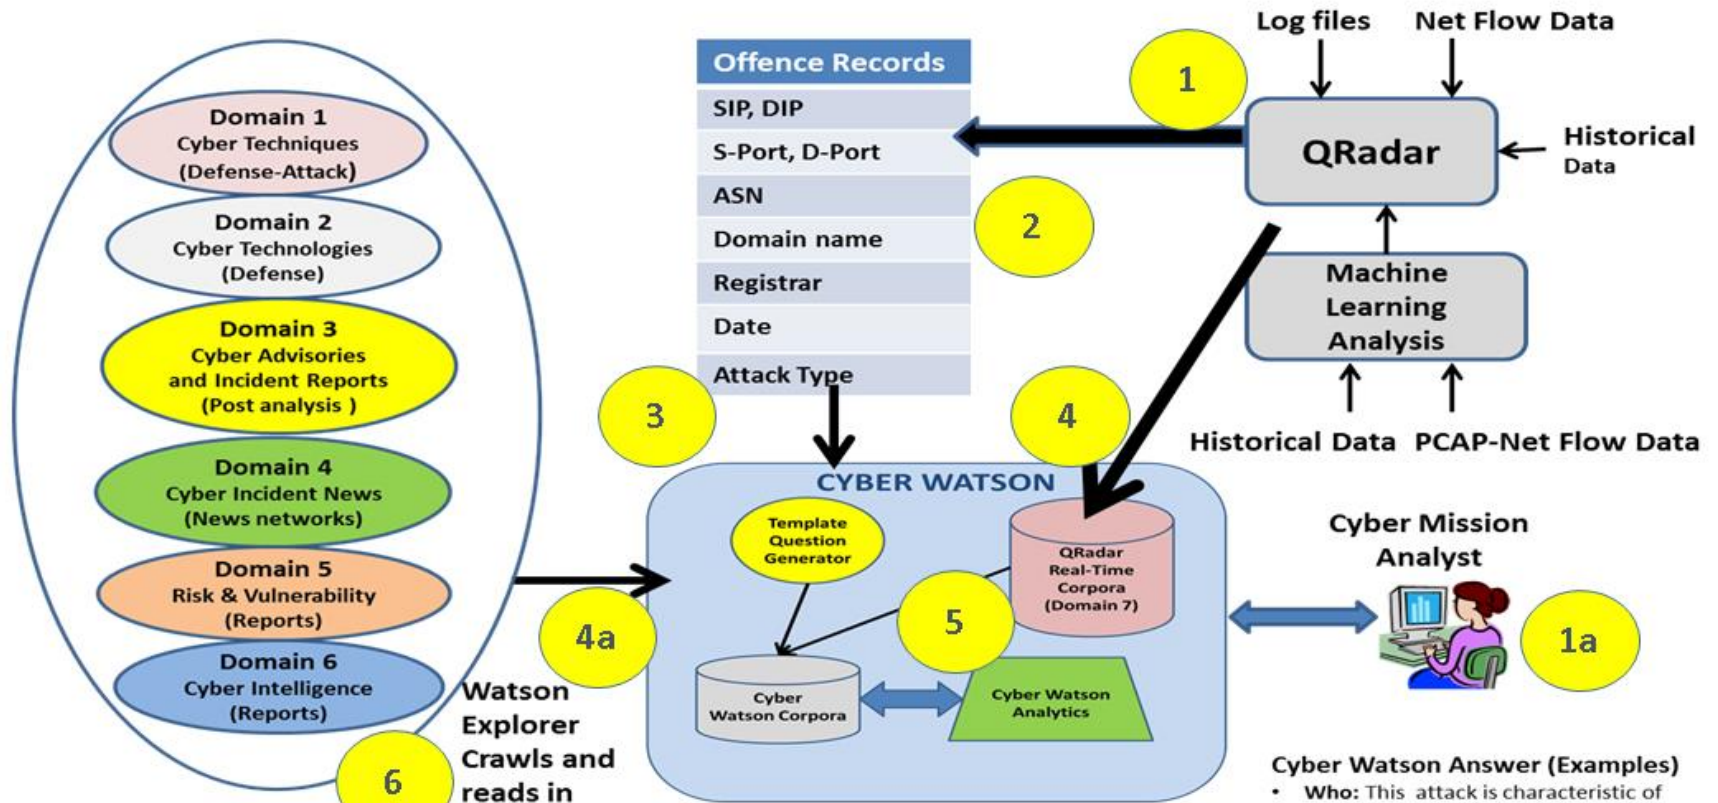 Domain 1
Cyber Techniques
(Defense-Attack)
Domain 2
Cyber Technologies
(Defense)
Domain 3
Cyber Advisories
and Incident Reports
(Post analysis )
Domain 4
Cyber Incident News
(News networks)
Domain 5
Risk & Vulnerability
(Reports)
Domain 6
Cyber Intelligence
(Reports)
6
Watson
Explorer
Crawls and
reads in
4a
Offence Records
SIP, DIP
S-Port, D-Port
ASN
Domain name
Registrar
Date
Attack Type
1
2
3
4
Log files
Net Flow Data
QRadar
Historical
Data
Machine
Learning
Analysis
Historical Data
PCAP-Net Flow Data
CYBER WATSON
Template
Question
Generator
QRadar
Real-Time
Corpora
(Domain 7)
5
Cyber
Watson Corpora
Cyber Watson
Analytics
Cyber Mission
Analyst
1a
Cyber Watson Answer (Examples)
• Who: This attack is characteristic of